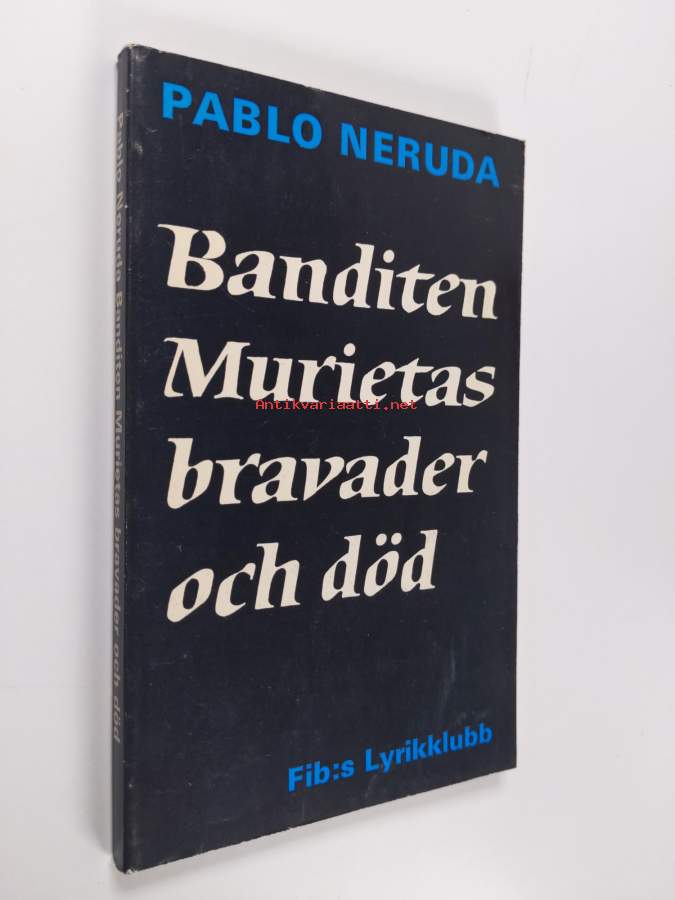 PABLO NERUDA
Banditen
Murietas
bravader
och död
Fib:s Lyrikklubb
Pablo Neruda Banditen Murietas bravader och död
Antikvariaatti.net